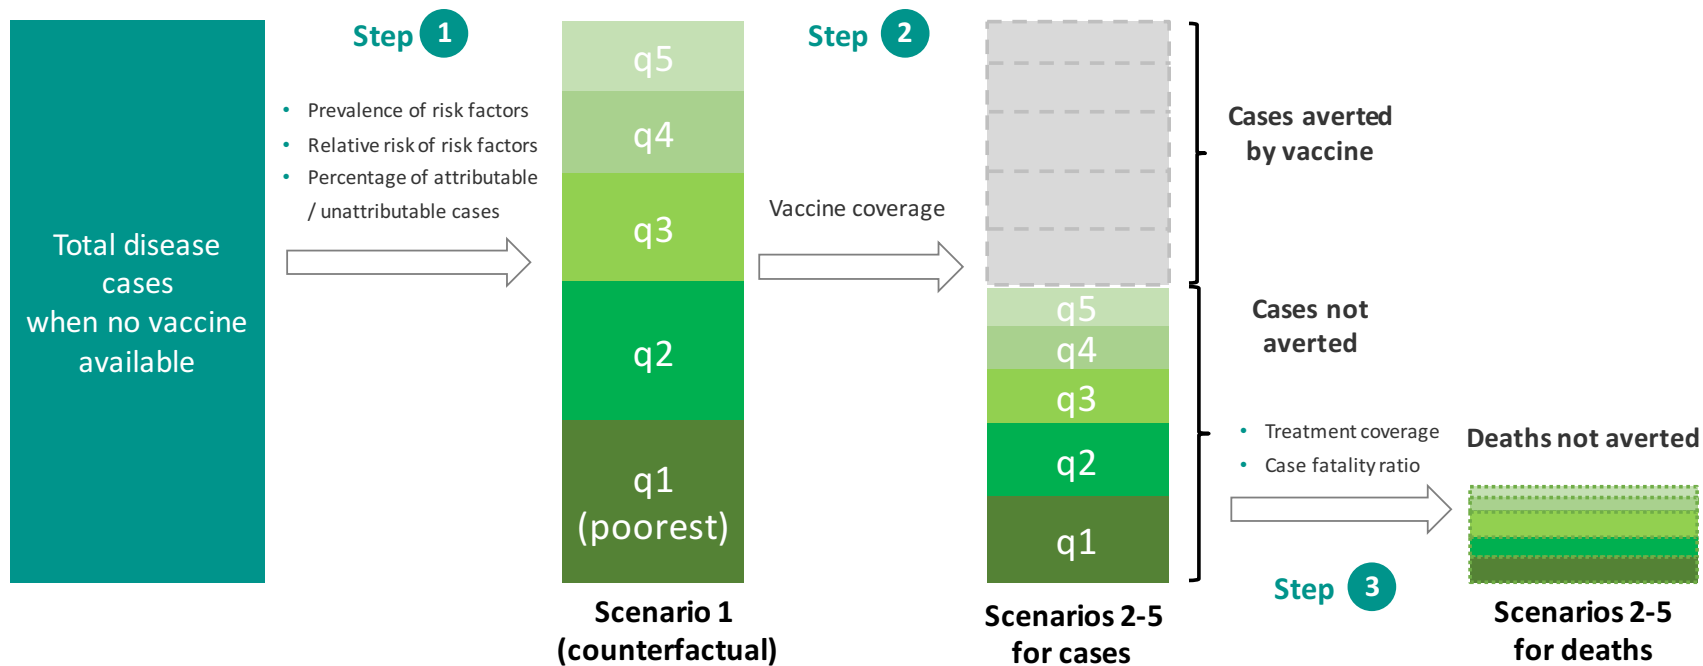 Total disease
cases
when no vaccine
available
Step 1
• Prevalence of risk factors
• Relative risk of risk factors
• Percentage of attributable
/ unattributable cases
q5
q4
q3
q2
q1
(poorest)
Scenario 1
(counterfactual)
Step 2
Vaccine coverage
q5
q4
q3
q2
q1
Scenarios 2-5
for cases
Cases averted
by vaccine
Cases not
averted
• Treatment coverage
• Case fatality ratio
Step 3
Deaths not averted
Scenarios 2-5
for deaths